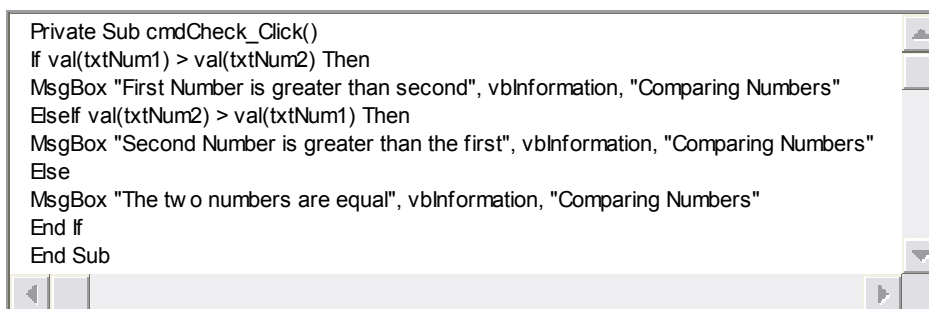 Private Sub cmdCheck_Click()
If val(txtNum1) > val(txtNum2) Then
MsgBox "First Number is greater than second", vbInformation, "Comparing Numbers"
ElseIf val(txtNum2) > val(txtNum1) Then
MsgBox "Second Number is greater than the first", vbInformation, "Comparing Numbers"
Else
MsgBox "The two numbers are equal", vbInformation, "Comparing Numbers"
End If
End Sub